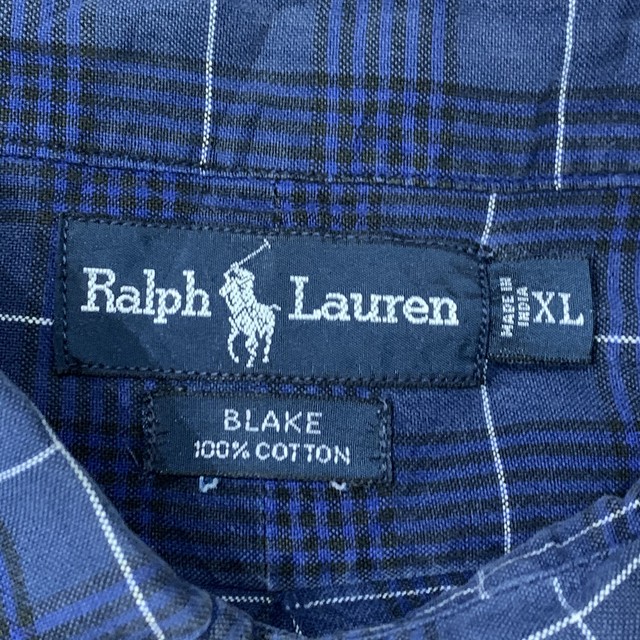 Ralph Lauren
MADE IN
INDIA
XL
BLAKE
100% COTTON